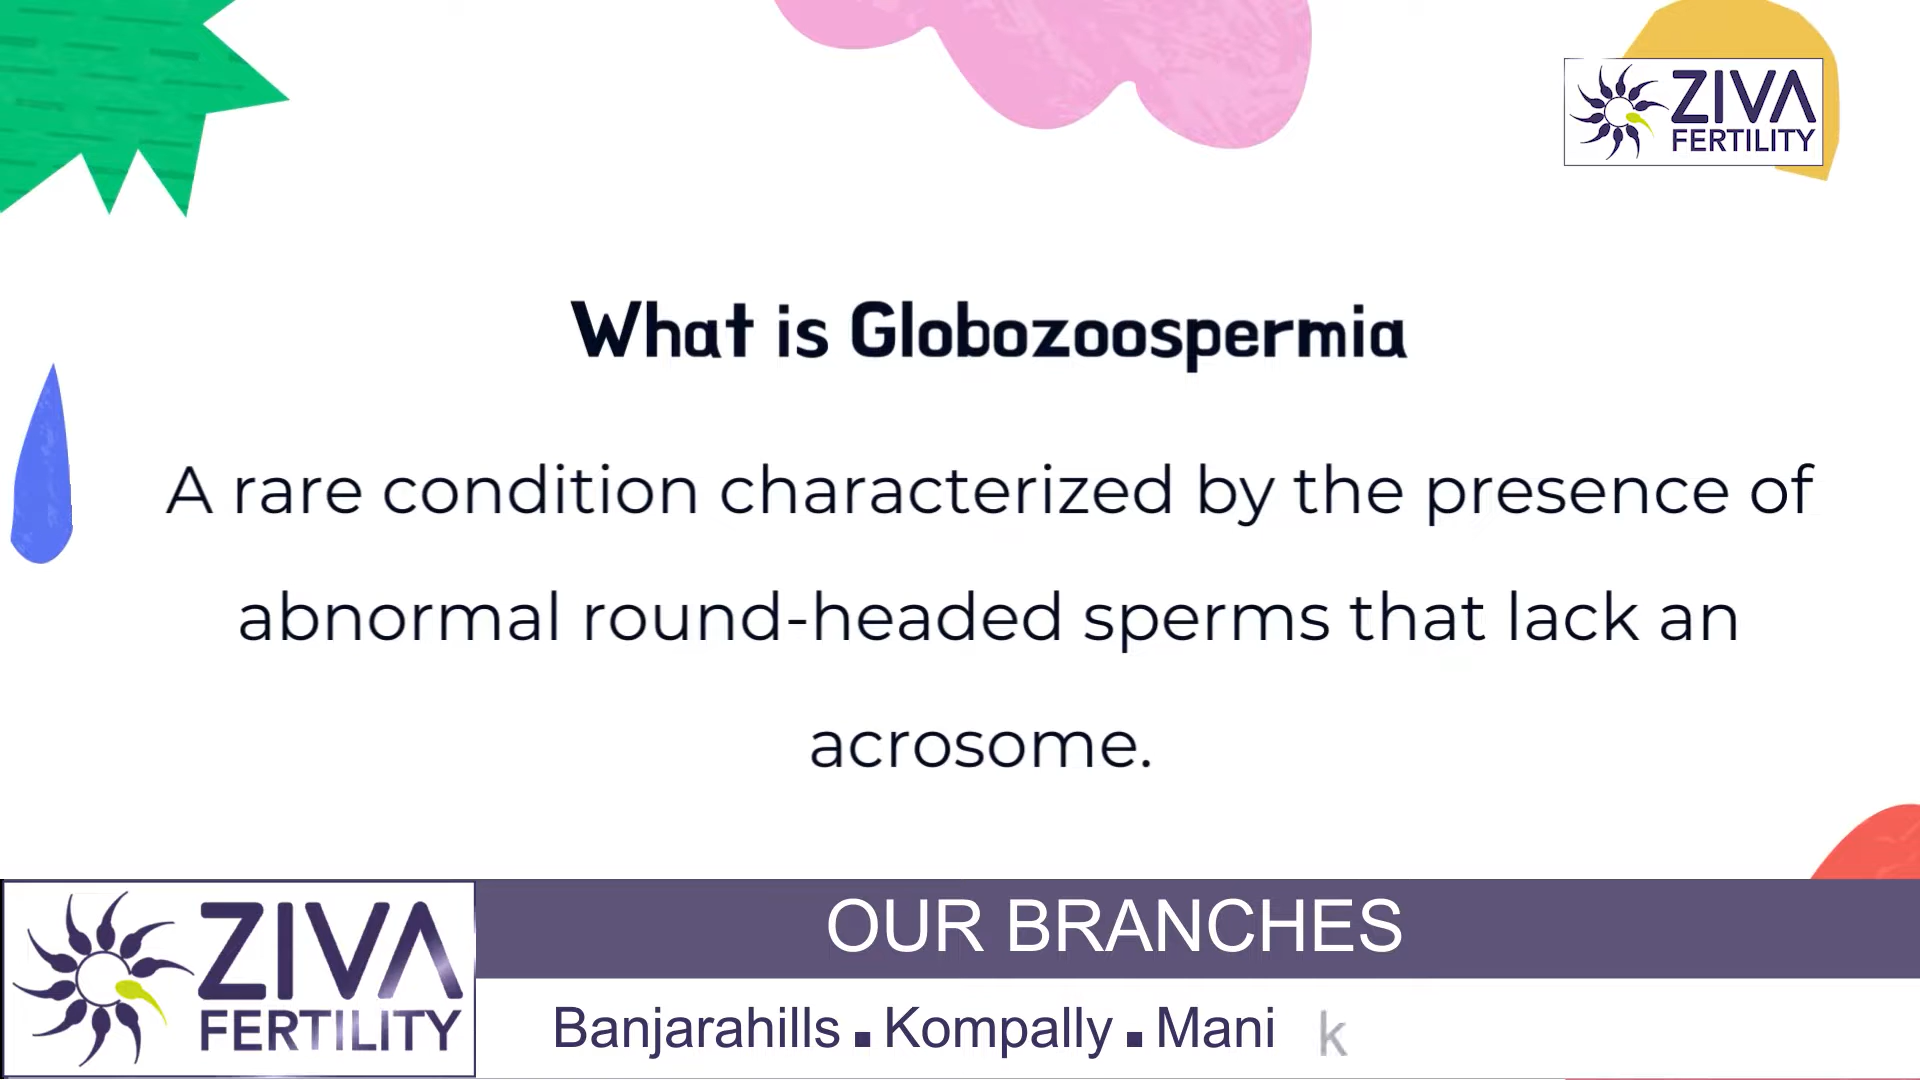 ZIVA
FERTILITY
What is Globozoospermia
A rare condition characterized by the presence of
abnormal round-headed sperms that lack an
acrosome.
ZIVA
FERTILITY
OUR BRANCHES
Banjarahills ▪ Kompally ▪ Mani k